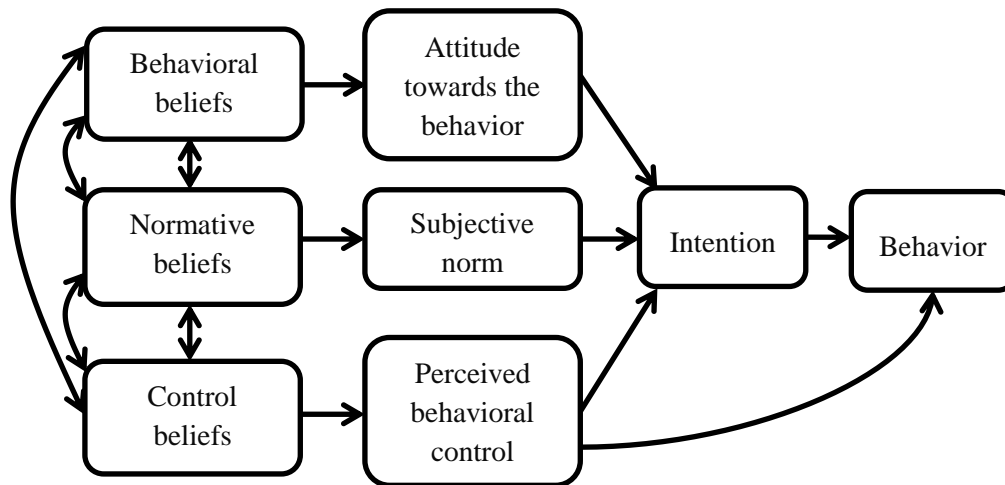 Behavioral
beliefs
Attitude
towards the
behavior
Normative
beliefs
Subjective
norm
Intention
Behavior
Control
beliefs
Perceived
behavioral
control